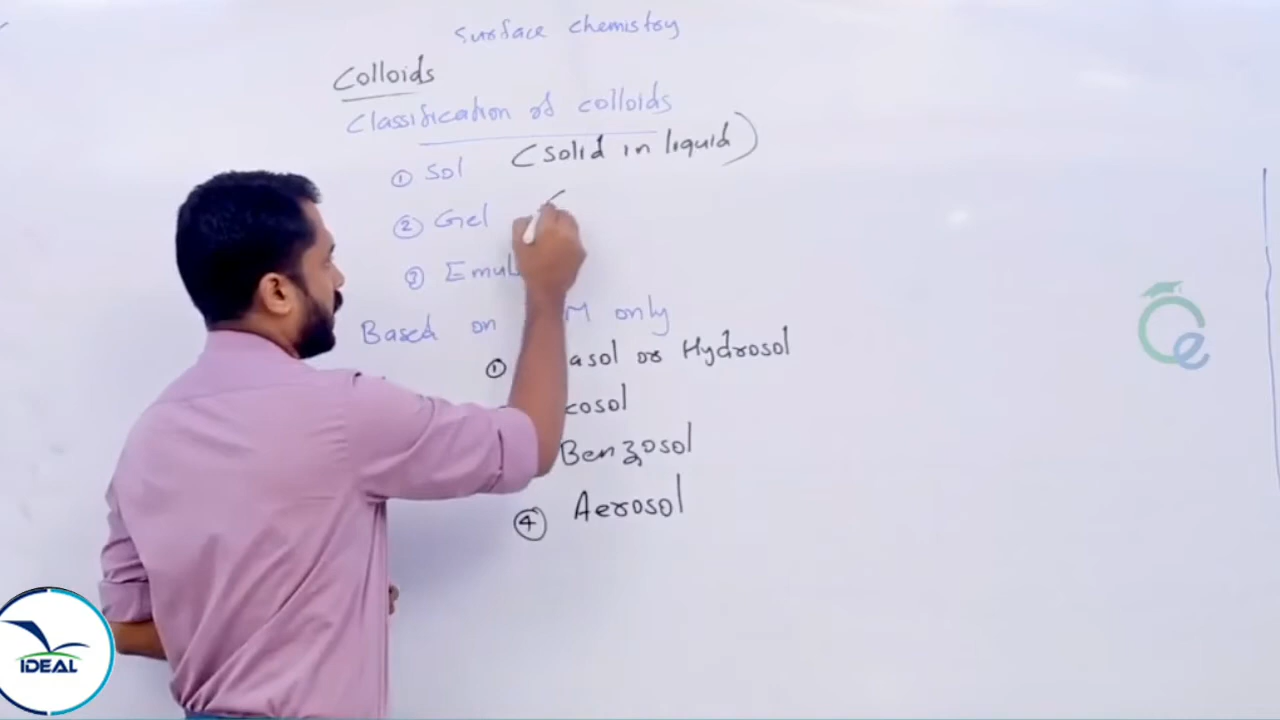 Surface chemistry
Colloids
Classification of colloids
① Sol (Solid in liquid)
② Gel (
③ Emul
Based on M only
① asol or Hydrosol
cosol
Benzosol
④ Aerosol
IDEAL